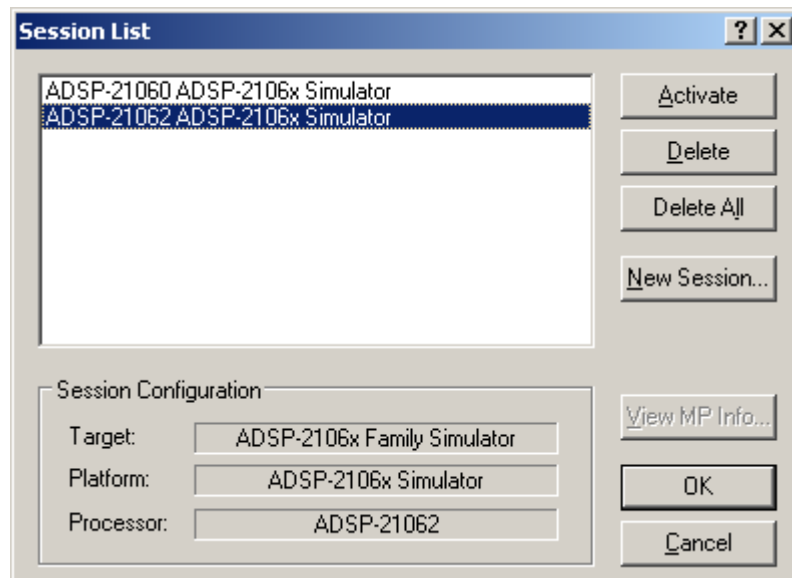 Session List
ADSP-21060 ADSP-2106x Simulator
ADSP-21062 ADSP-2106x Simulator
Activate
Delete
Delete All
New Session...
Session Configuration
Target: ADSP-2106x Family Simulator
Platform: ADSP-2106x Simulator
Processor: ADSP-21062
View MP Info...
OK
Cancel